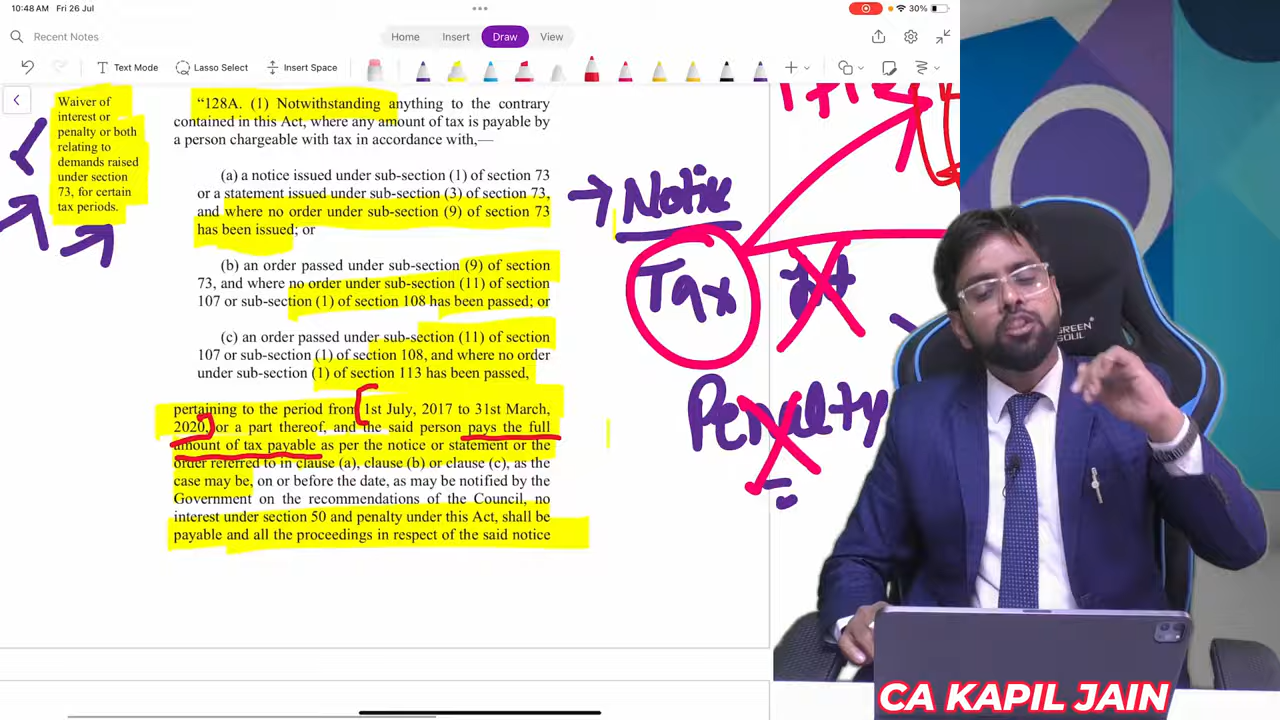 10:48 AM Fri 26 Jul
30%
Recent Notes
Home Insert Draw View
Text Mode Lasso Select Insert Space
Waiver of
interest or
penalty or both
relating to
demands raised
under section
73, for certain
tax periods.
“128A. (1) Notwithstanding anything to the contrary
contained in this Act, where any amount of tax is payable by
a person chargeable with tax in accordance with,—
(a) a notice issued under sub-section (1) of section 73
or a statement issued under sub-section (3) of section 73,
and where no order under sub-section (9) of section 73
has been issued; or
(b) an order passed under sub-section (9) of section
73, and where no order under sub-section (11) of section
107 or sub-section (1) of section 108 has been passed; or
(c) an order passed under sub-section (11) of section
107 or sub-section (1) of section 108, and where no order
under sub-section (1) of section 113 has been passed,
pertaining to the period from 1st July, 2017 to 31st March,
2020, or a part thereof, and the said person pays the full
amount of tax payable as per the notice or statement or the
order referred to in clause (a), clause (b) or clause (c), as the
case may be, on or before the date, as may be notified by the
Government on the recommendations of the Council, no
interest under section 50 and penalty under this Act, shall be
payable and all the proceedings in respect of the said notice
Notice
Tax
Penalty
GREEN
SOUL
CA KAPIL JAIN